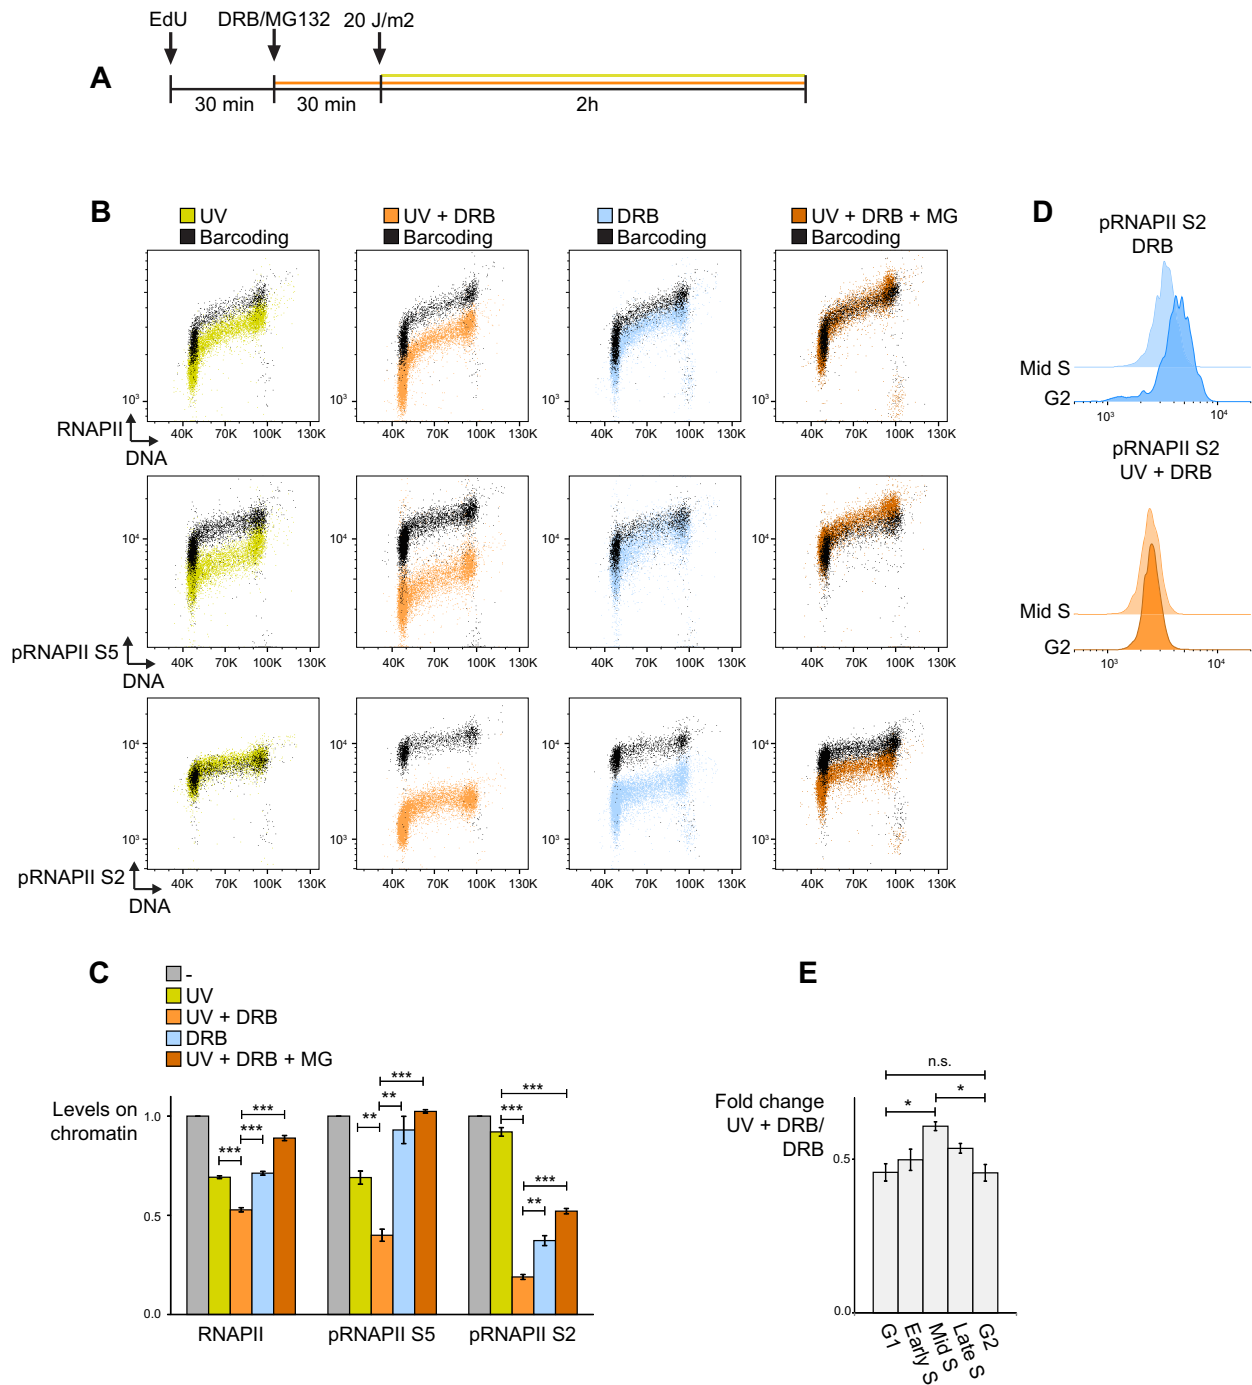 EdU DRB/MG132 20 J/m2
A
30 min 30 min 2h
B
UV
Barcoding
UV + DRB
Barcoding
DRB
Barcoding
UV + DRB + MG
Barcoding
10³ 10³ 10³ 10³
RNAPII
40K 70K 100K 130K 40K 70K 100K 130K 40K 70K 100K 130K 40K 70K 100K 130K
DNA
10⁴ 10⁴ 10⁴ 10⁴
pRNAPII S5
40K 70K 100K 130K 40K 70K 100K 130K 40K 70K 100K 130K 40K 70K 100K 130K
DNA
10⁴ 10⁴ 10⁴ 10⁴
10³ 10³ 10³ 10³
pRNAPII S2
40K 70K 100K 130K 40K 70K 100K 130K 40K 70K 100K 130K 40K 70K 100K 130K
DNA
D
pRNAPII S2
DRB
Mid S
G2
10³ 10⁴
pRNAPII S2
UV + DRB
Mid S
G2
10³ 10⁴
C
-
UV
UV + DRB
DRB
UV + DRB + MG
Levels on
chromatin
1.0
0.5
0.0
*** *** ***
** ** ***
*** *** ** ***
RNAPII pRNAPII S5 pRNAPII S2
E
Fold change
UV + DRB/
DRB
n.s.
* *
0.5
0.0
G1
Early S
Mid S
Late S
G2